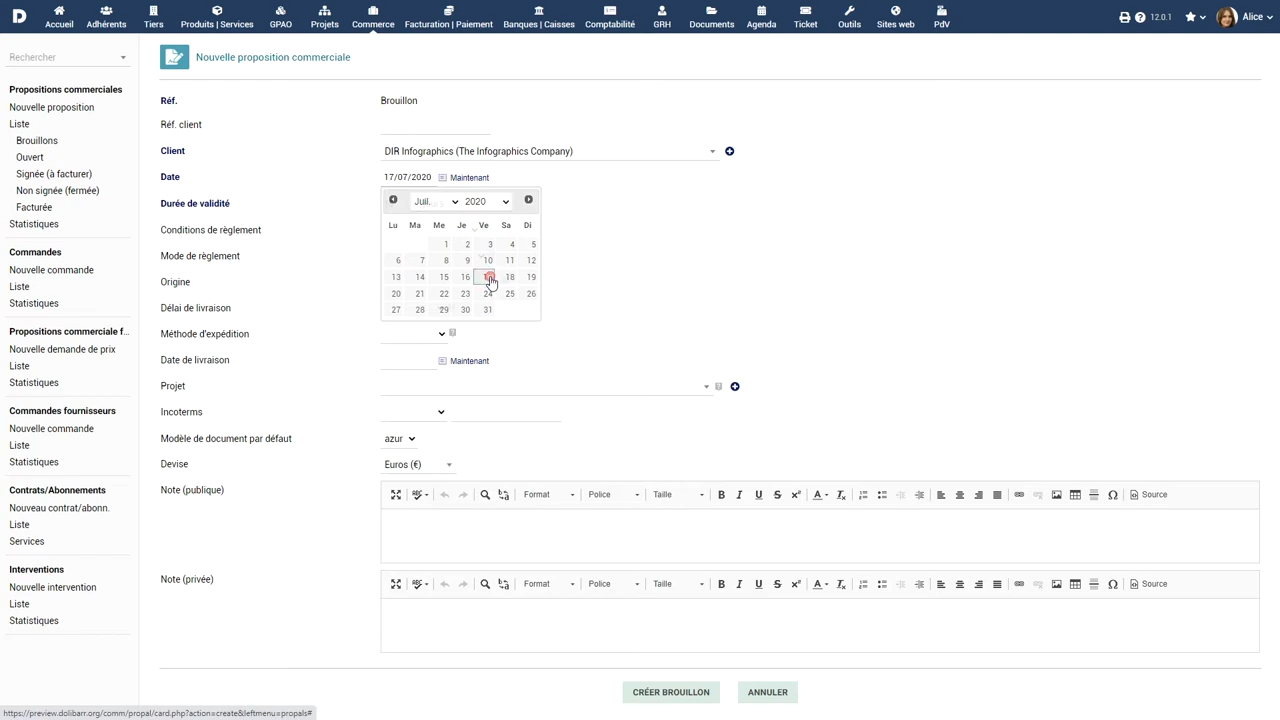 Accueil Adhérents Tiers Produits | Services GPAO Projets Commerce Facturation | Paiement Banques | Caisses Comptabilité GRH Documents Agenda Ticket Outils Sites web PdV 12.0.1 Alice
Rechercher
Propositions commerciales
Nouvelle proposition
Liste
Brouillons
Ouvert
Signée (à facturer)
Non signée (fermée)
Facturée
Statistiques
Commandes
Nouvelle commande
Liste
Statistiques
Propositions commerciale f...
Nouvelle demande de prix
Liste
Statistiques
Commandes fournisseurs
Nouvelle commande
Liste
Statistiques
Contrats/Abonnements
Nouveau contrat/abonn.
Liste
Services
Interventions
Nouvelle intervention
Liste
Statistiques
Nouvelle proposition commerciale
Réf. Brouillon
Réf. client
Client DIR Infographics (The Infographics Company)
Date 17/07/2020 Maintenant
Durée de validité
Conditions de règlement
Mode de règlement
Origine
Délai de livraison
Juil. 2020
Lu Ma Me Je Ve Sa Di
1 2 3 4 5
6 7 8 9 10 11 12
13 14 15 16 18 19
20 21 22 23 24 25 26
27 28 29 30 31
Méthode d'expédition
Date de livraison Maintenant
Projet
Incoterms
Modèle de document par défaut azur
Devise Euros (€)
Note (publique) Format Police Taille B I U S x² A Ix Source
Note (privée) Format Police Taille B I U S x² A Ix Source
CRÉER BROUILLON ANNULER
https://preview.dolibarr.org/comm/propal/card.php?action=create&leftmenu=propals#